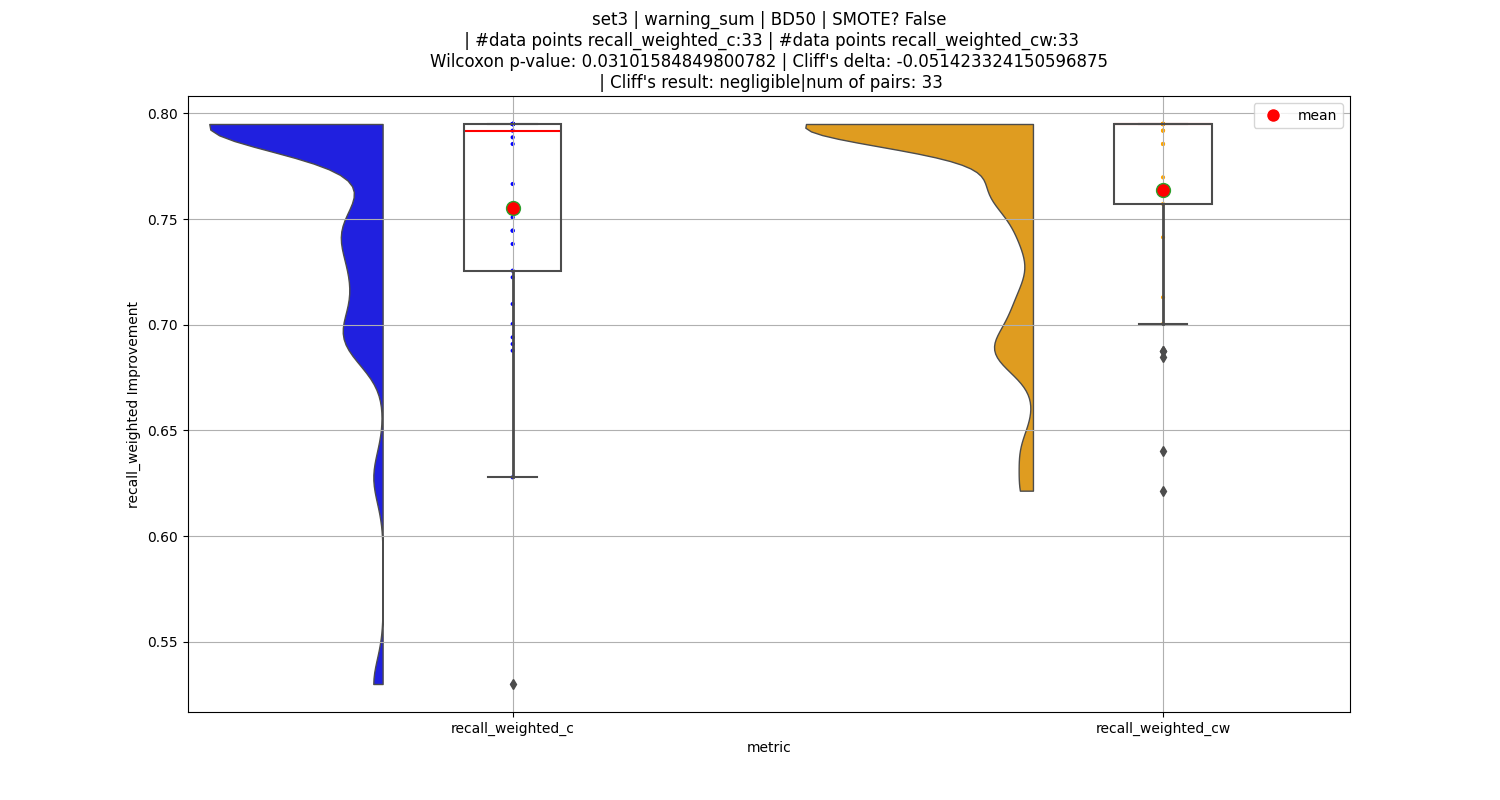 set3 | warning_sum | BD50 | SMOTE? False
| #data points recall_weighted_c:33 | #data points recall_weighted_cw:33
Wilcoxon p-value: 0.03101584849800782 | Cliff's delta: -0.051423324150596875
| Cliff's result: negligible|num of pairs: 33
mean
0.80
0.75
0.70
0.65
0.60
0.55
recall_weighted Improvement
recall_weighted_c
recall_weighted_cw
metric